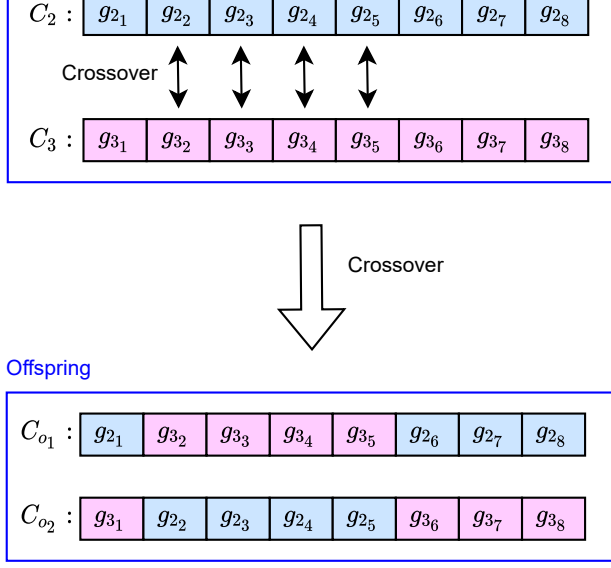 C₂ : g₂₁ g₂₂ g₂₃ g₂₄ g₂₅ g₂₆ g₂₇ g₂₈
Crossover
C₃ : g₃₁ g₃₂ g₃₃ g₃₄ g₃₅ g₃₆ g₃₇ g₃₈
Crossover
Offspring
Cₒ₁ : g₂₁ g₃₂ g₃₃ g₃₄ g₃₅ g₂₆ g₂₇ g₂₈
Cₒ₂ : g₃₁ g₂₂ g₂₃ g₂₄ g₂₅ g₃₆ g₃₇ g₃₈